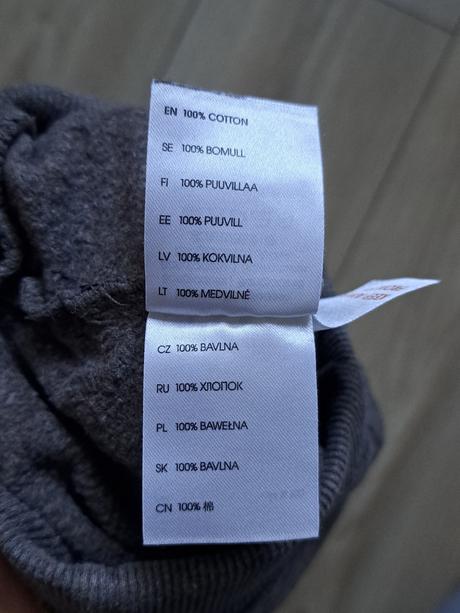 EN 100% COTTON
SE 100% BOMULL
FI 100% PUUVILLAA
EE 100% PUUVILL
LV 100% KOKVILNA
LT 100% MEDVILNĖ
CZ 100% BAVLNA
RU 100% ХЛОПОК
PL 100% BAWEŁNA
SK 100% BAVLNA
CN 100% 棉